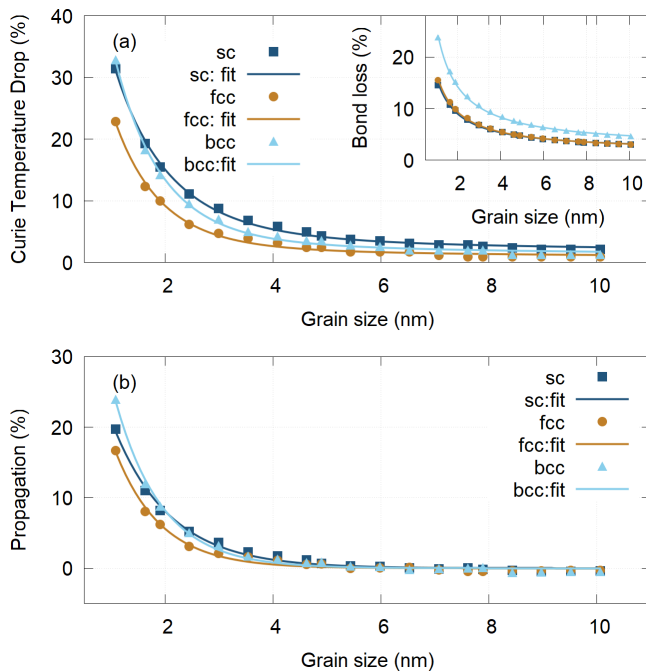 Curie Temperature Drop (%)
40
30
20
10
0
(a)
sc
sc: fit
fcc
fcc: fit
bcc
bcc:fit
Bond loss (%)
20
10
0
2 4 6 8 10
Grain size (nm)
2 4 6 8 10
Grain size (nm)
Propagation (%)
30
20
10
0
(b)
sc
sc:fit
fcc
fcc:fit
bcc
bcc:fit
2 4 6 8 10
Grain size (nm)